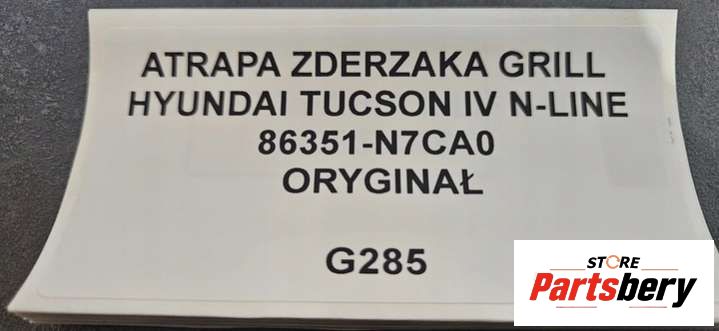 ATRAPA ZDERZAKA GRILL
HYUNDAI TUCSON IV N-LINE
86351-N7CA0
ORYGINAŁ
G285
STORE
Partsbery